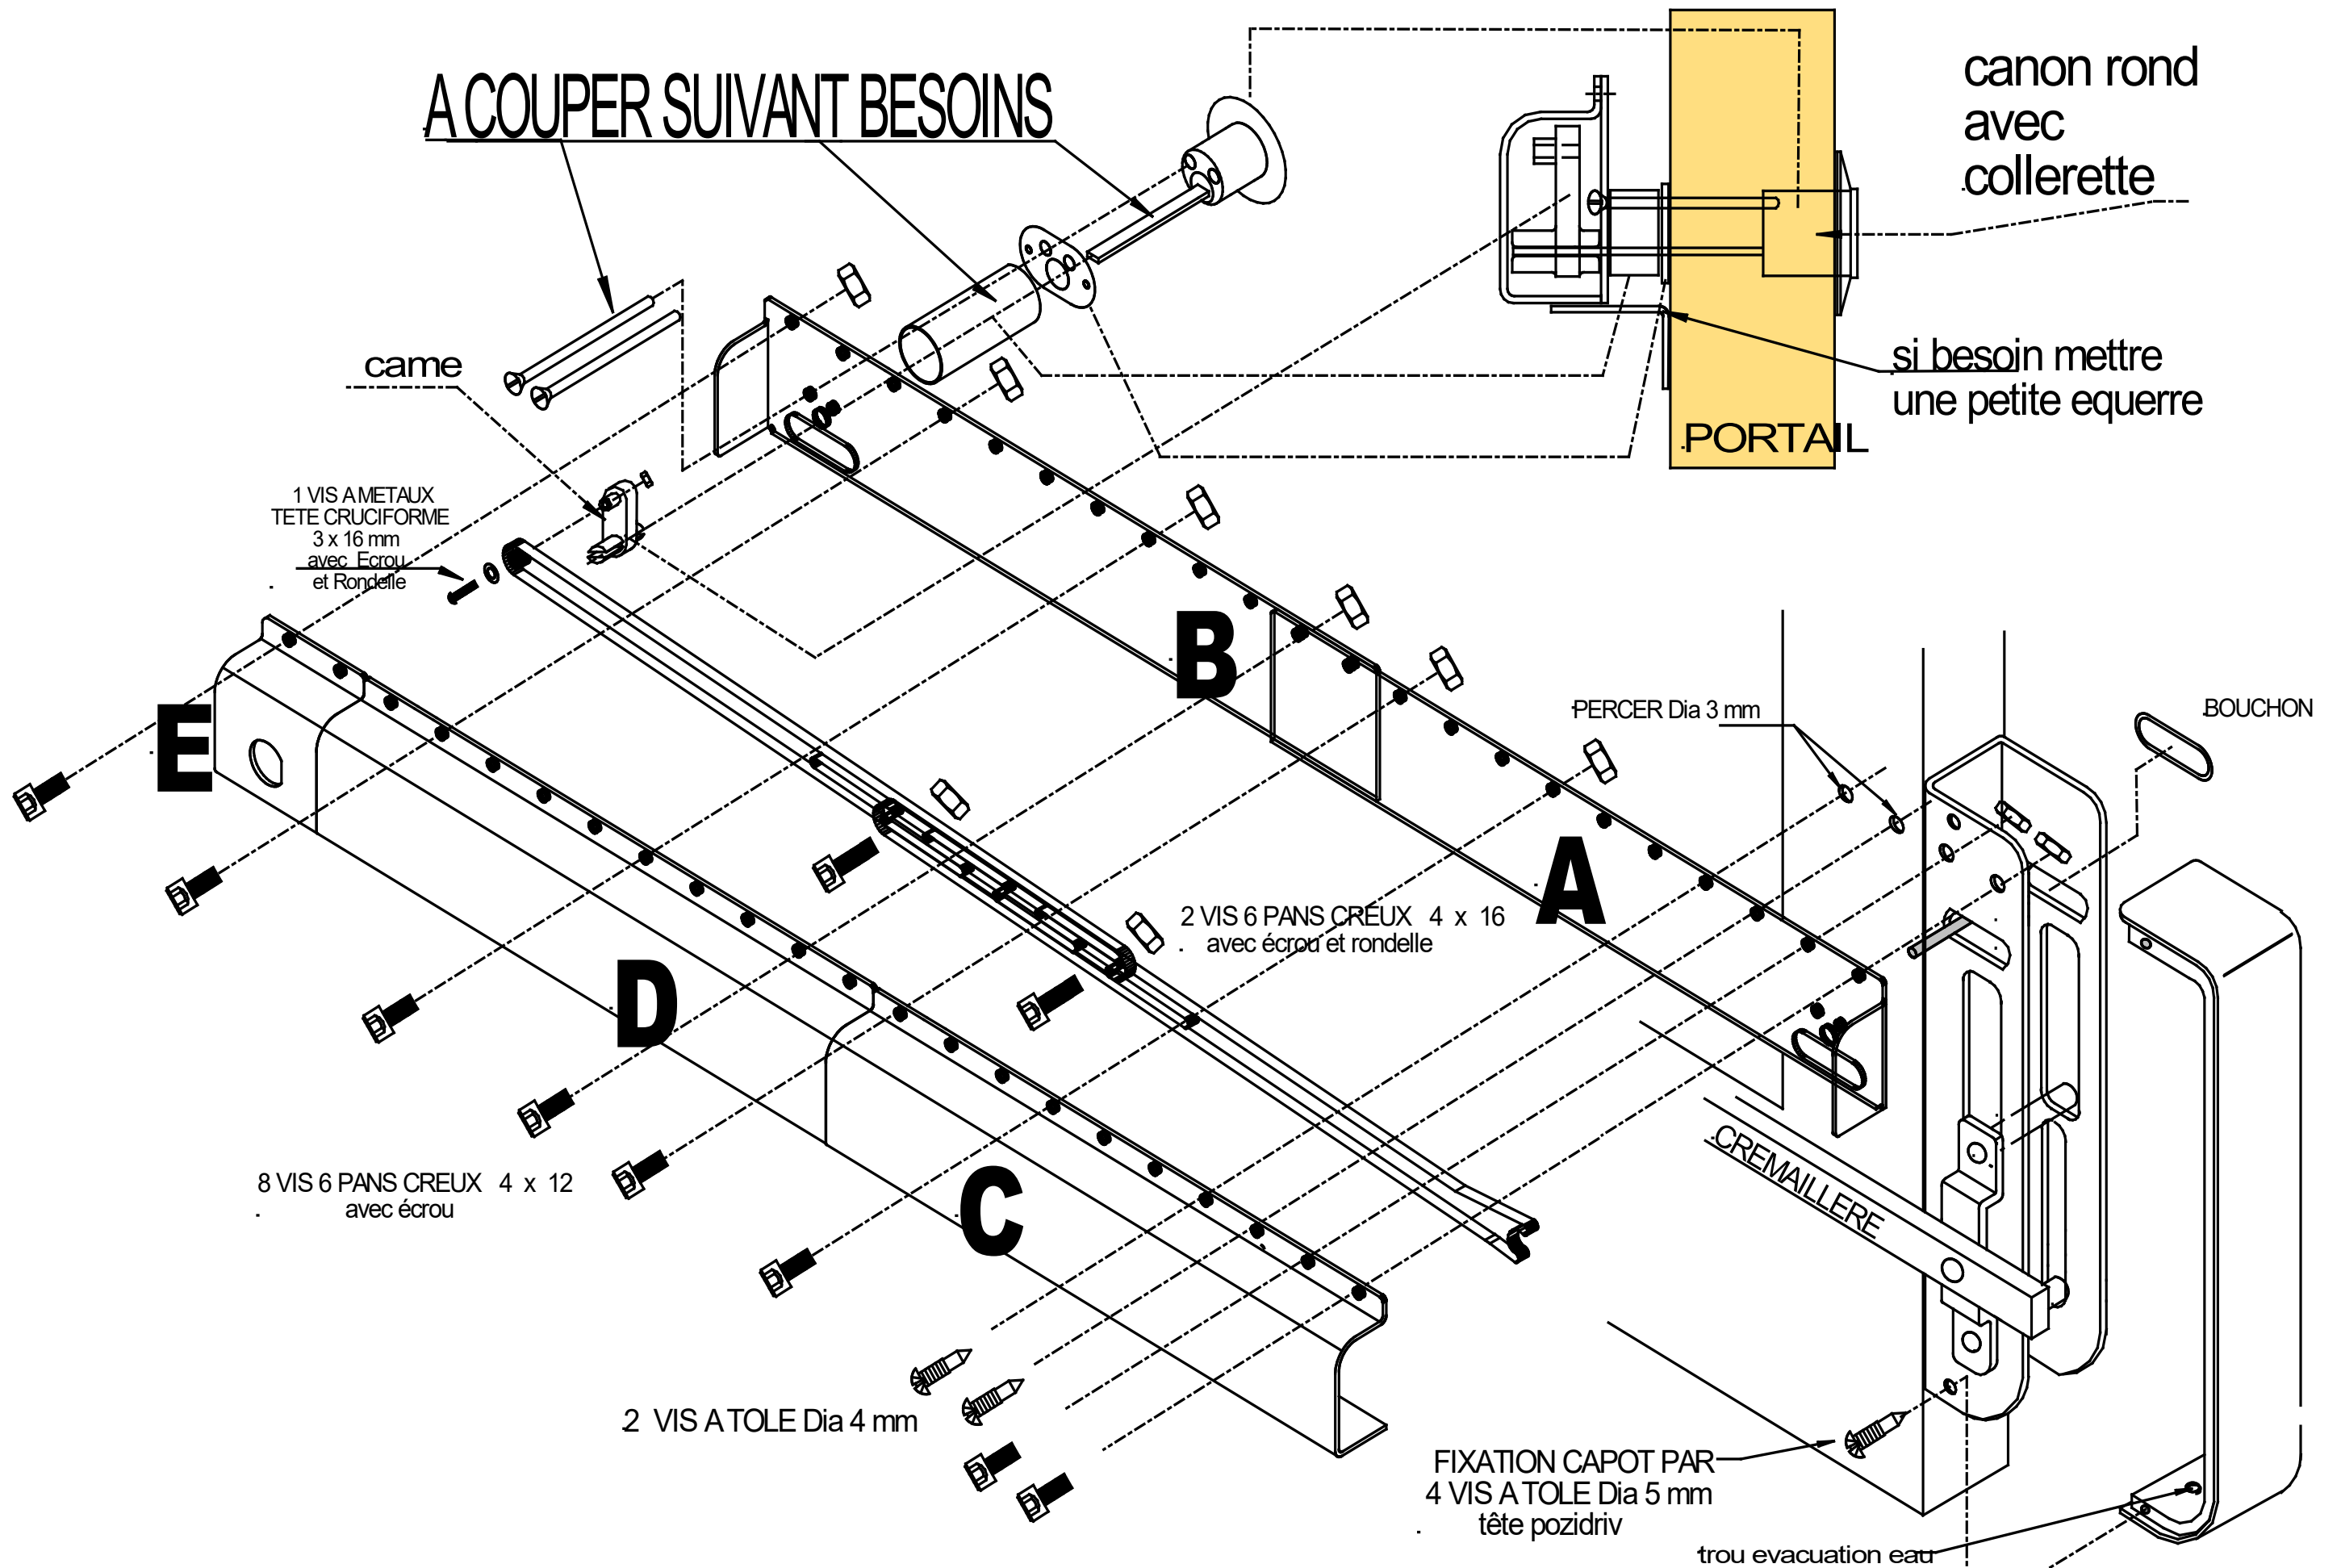 A COUPER SUIVANT BESOINS
canon rond
avec
collerette
si besoin mettre
une petite equerre
PORTAIL
came
1 VIS A METAUX
TETE CRUCIFORME
3 x 16 mm
avec Ecrou
et Rondelle
B
E
PERCER Dia 3 mm
BOUCHON
A
2 VIS 6 PANS CREUX 4 x 16
avec écrou et rondelle
D
CREMAILLERE
8 VIS 6 PANS CREUX 4 x 12
avec écrou
C
2 VIS A TOLE Dia 4 mm
FIXATION CAPOT PAR
4 VIS A TOLE Dia 5 mm
tête pozidriv
trou evacuation eau